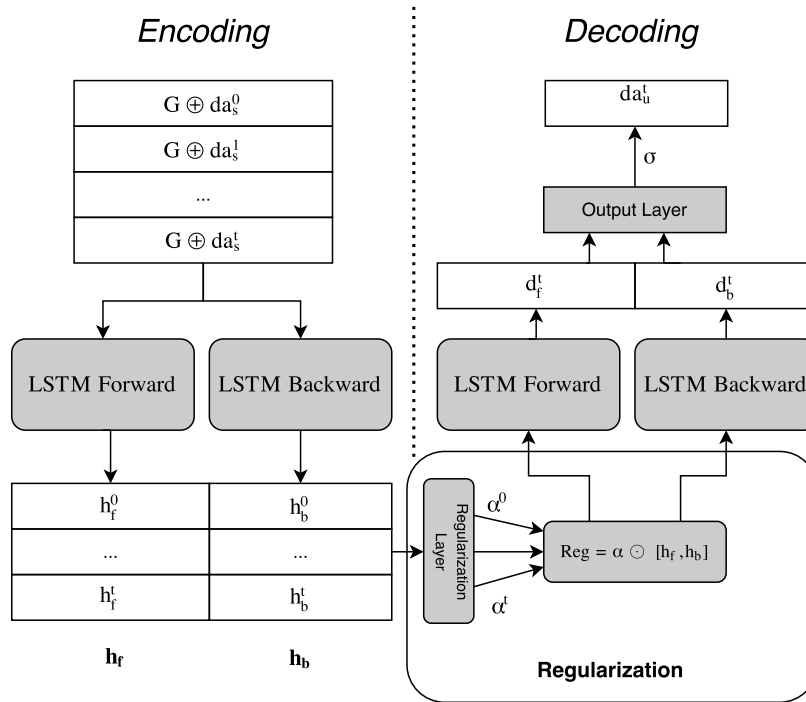 Encoding
G ⊕ da_s^0
G ⊕ da_s^1
...
G ⊕ da_s^t
LSTM Forward
LSTM Backward
h_f^0
h_b^0
...
...
h_f^t
h_b^t
h_f
h_b
Decoding
da_u^t
σ
Output Layer
d_f^t
d_b^t
LSTM Forward
LSTM Backward
Regularization
Layer
α^0
α^t
Reg = α ⊙ [h_f, h_b]
Regularization